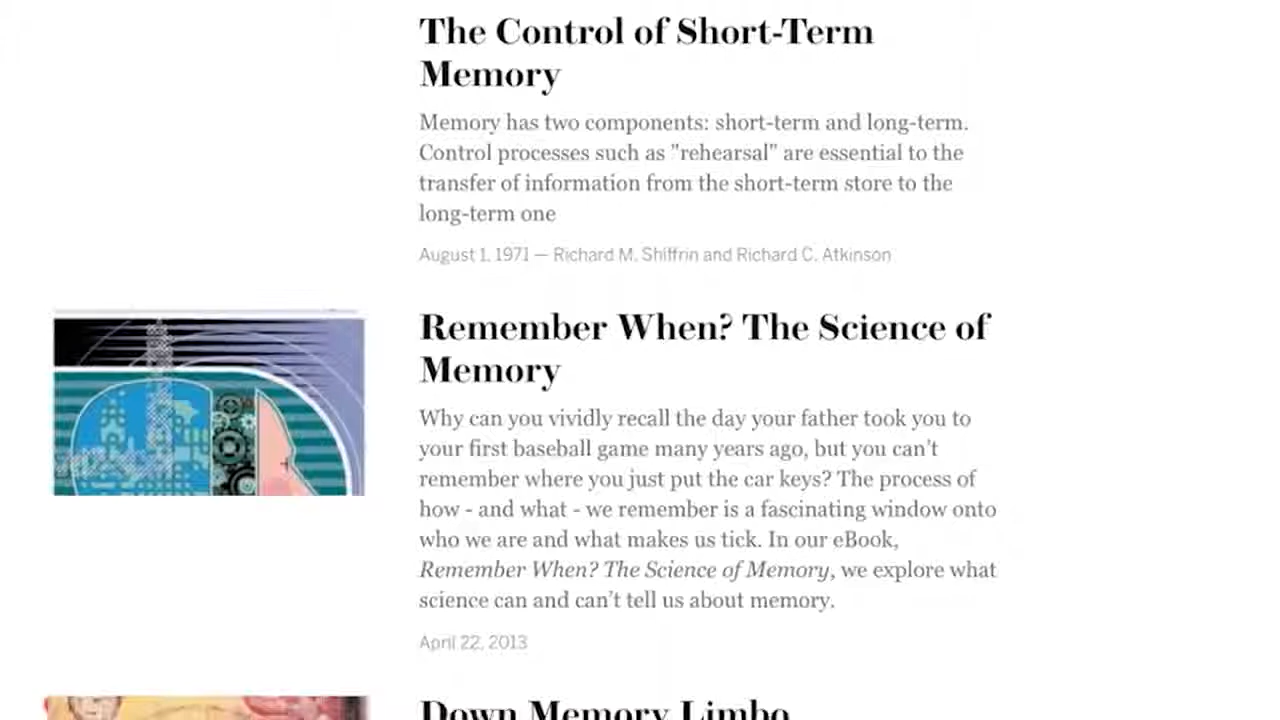 The Control of Short-Term
Memory
Memory has two components: short-term and long-term.
Control processes such as "rehearsal" are essential to the
transfer of information from the short-term store to the
long-term one
August 1, 1971 — Richard M. Shiffrin and Richard C. Atkinson
Remember When? The Science of
Memory
Why can you vividly recall the day your father took you to
your first baseball game many years ago, but you can't
remember where you just put the car keys? The process of
how - and what - we remember is a fascinating window onto
who we are and what makes us tick. In our eBook,
Remember When? The Science of Memory, we explore what
science can and can't tell us about memory.
April 22, 2013
Down Memory Limbo